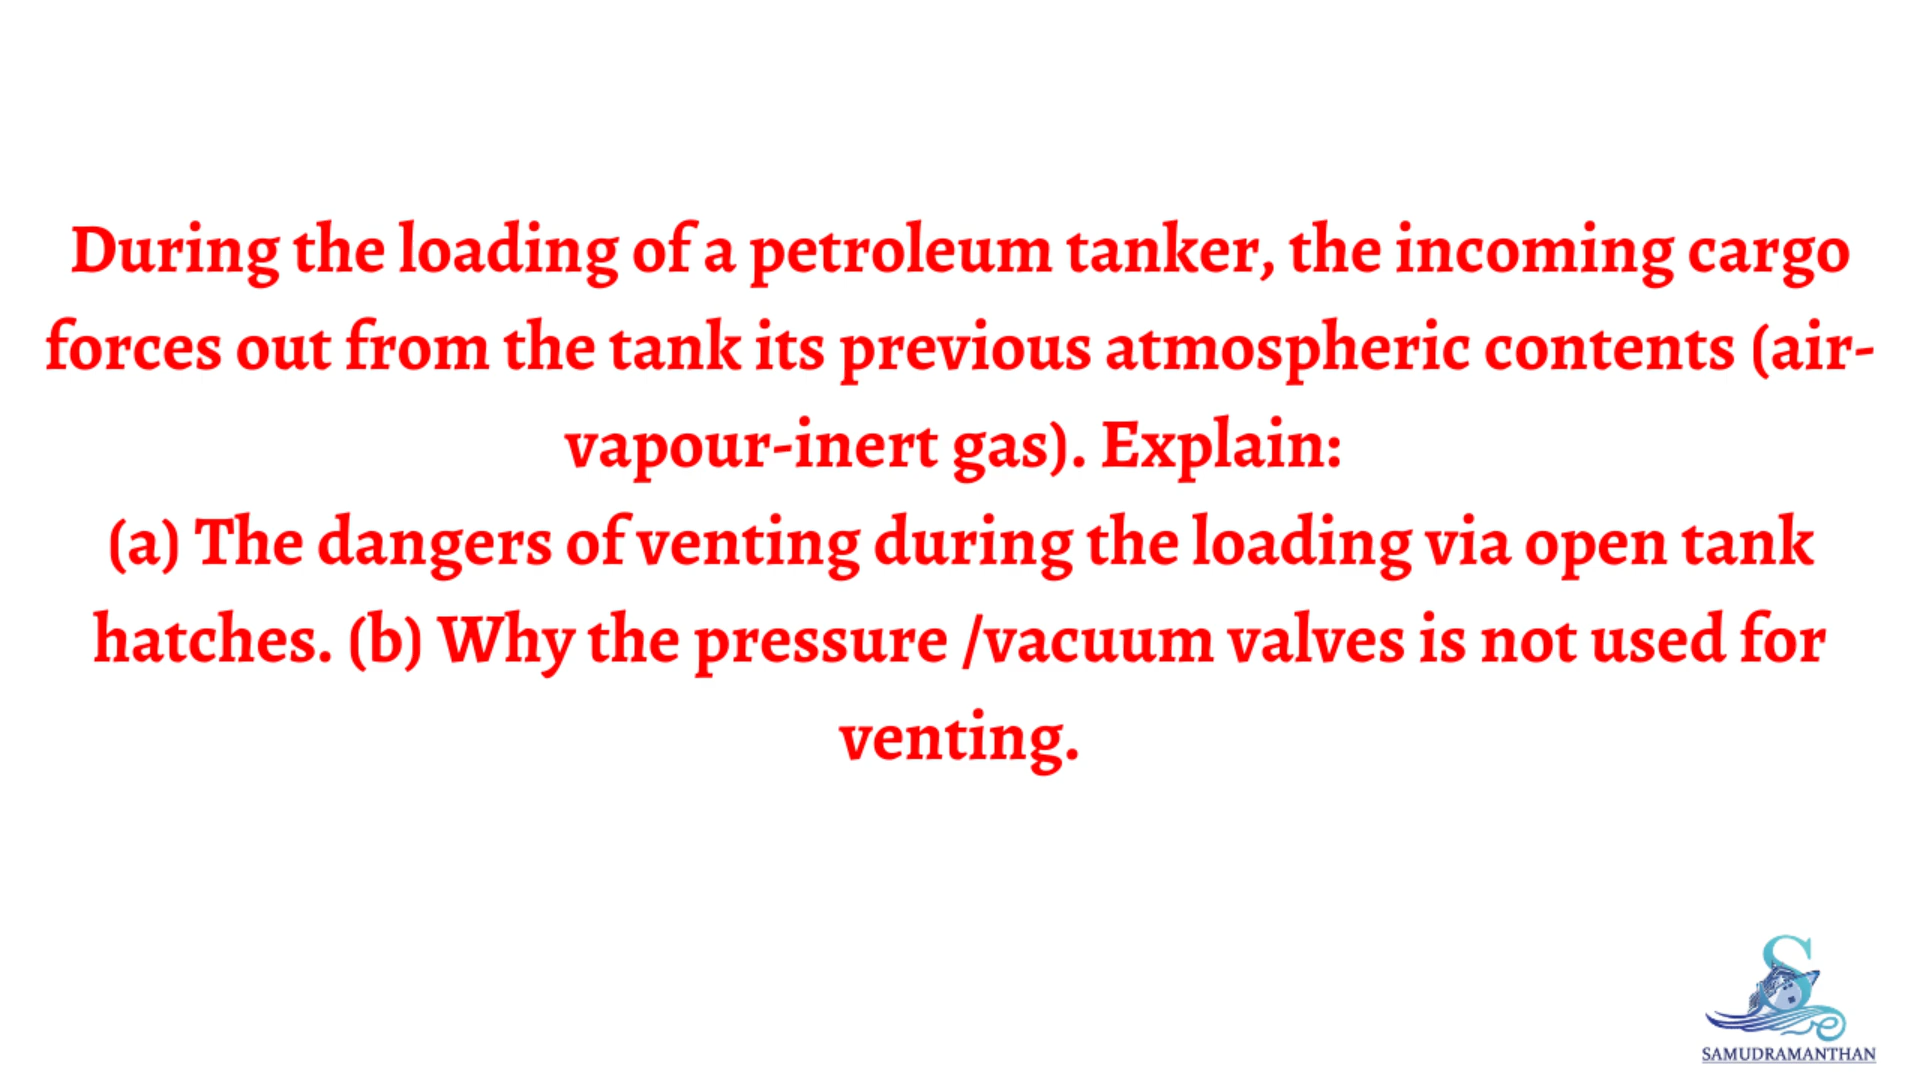 During the loading of a petroleum tanker, the incoming cargo
forces out from the tank its previous atmospheric contents (air-
vapour-inert gas). Explain:
(a) The dangers of venting during the loading via open tank
hatches. (b) Why the pressure /vacuum valves is not used for
venting.
SAMUDRAMANTHAN